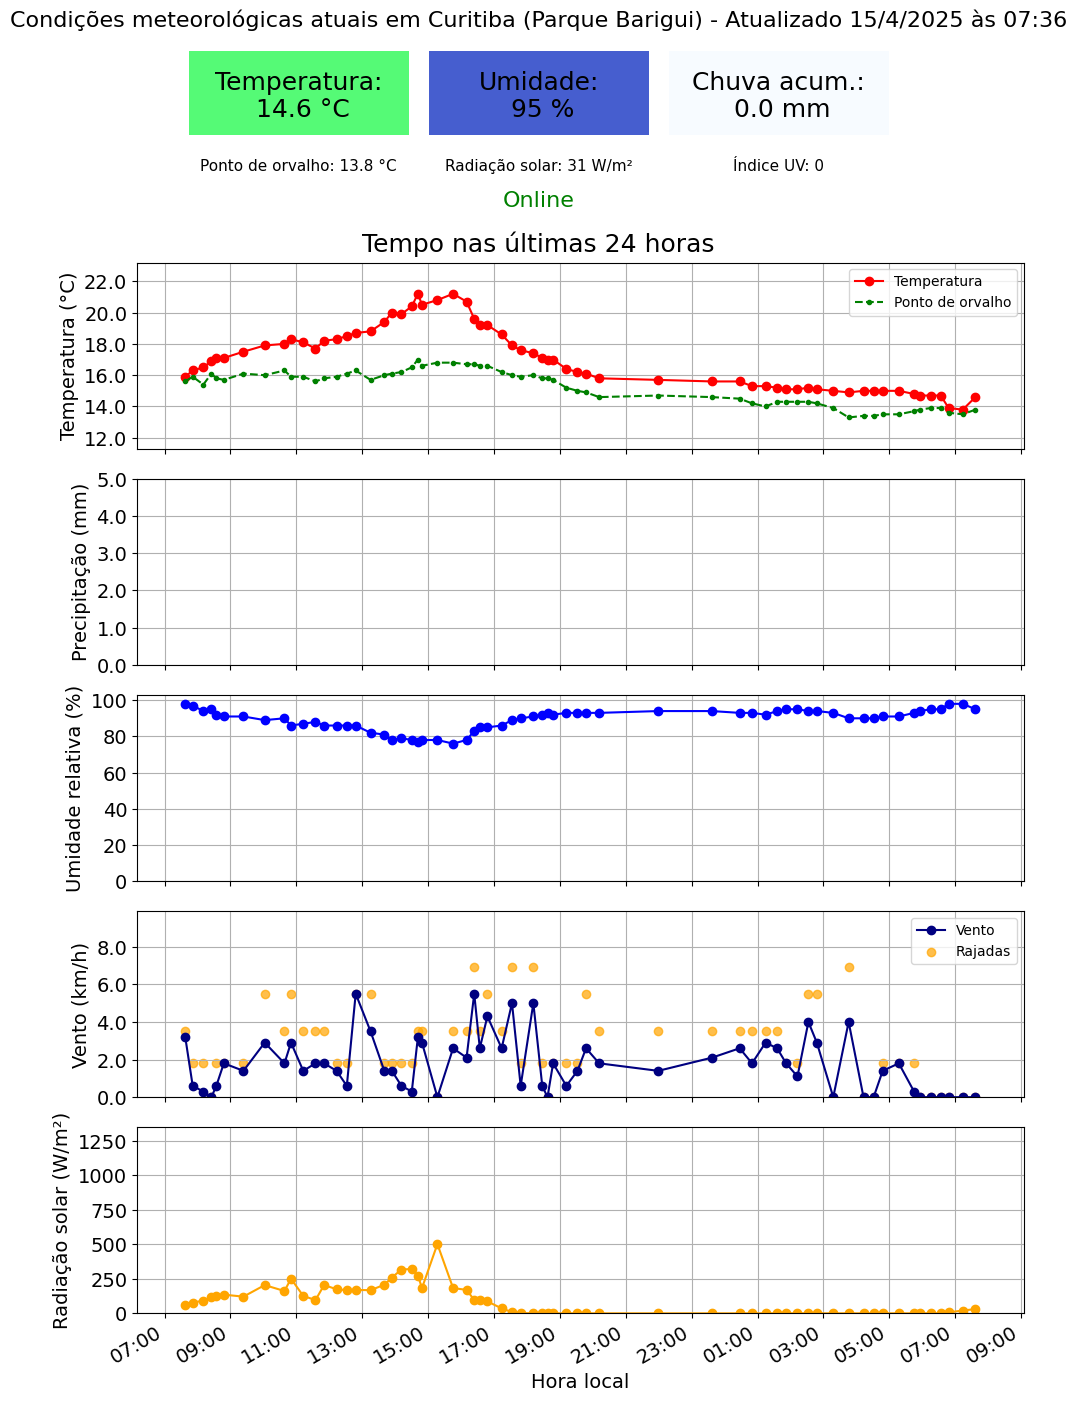 Condições meteorológicas atuais em Curitiba (Parque Barigui) - Atualizado 15/4/2025 às 07:36
Temperatura:
14.6 °C
Umidade:
95 %
Chuva acum.:
0.0 mm
Ponto de orvalho: 13.8 °C
Radiação solar: 31 W/m²
Índice UV: 0
Online
Tempo nas últimas 24 horas
Temperatura (°C)
22.0
20.0
18.0
16.0
14.0
12.0
Temperatura
Ponto de orvalho
Precipitação (mm)
5.0
4.0
3.0
2.0
1.0
0.0
Umidade relativa (%)
100
80
60
40
20
0
Vento (km/h)
8.0
6.0
4.0
2.0
0.0
Vento
Rajadas
Radiação solar (W/m²)
1250
1000
750
500
250
0
07:00
09:00
11:00
13:00
15:00
17:00
19:00
21:00
23:00
01:00
03:00
05:00
07:00
09:00
Hora local